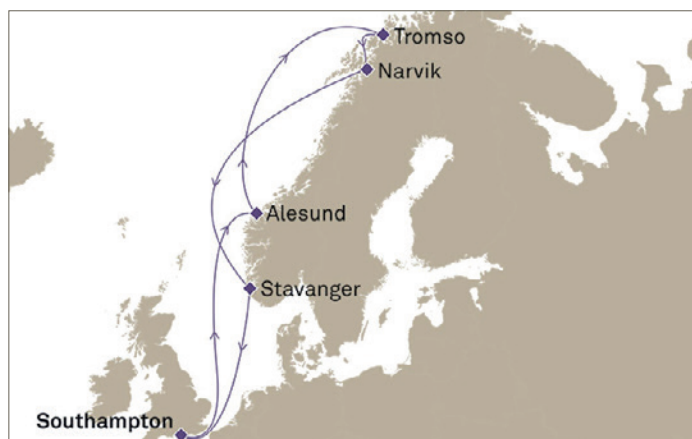 Tromso
Narvik
Alesund
Stavanger
Southampton